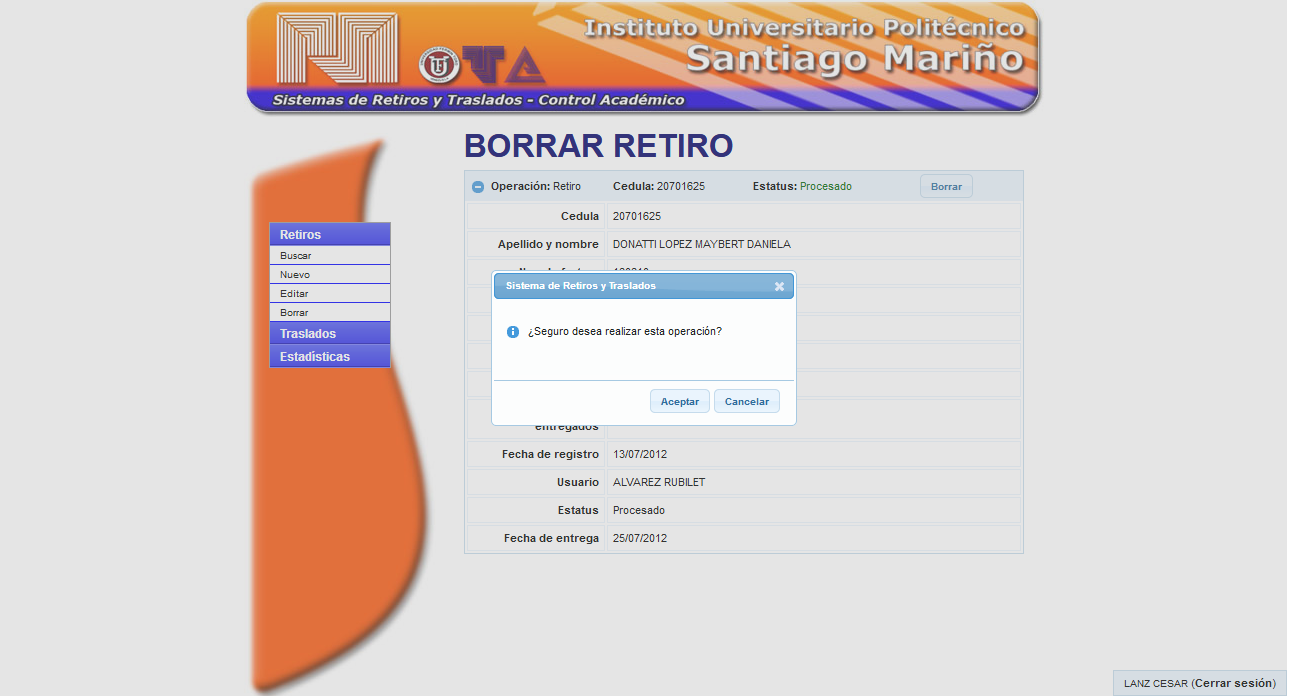 Instituto Universitario Politécnico
Santiago Mariño
Sistemas de Retiros y Traslados - Control Académico
BORRAR RETIRO
Operación: Retiro Cedula: 20701625 Estatus: Procesado Borrar
Cedula 20701625
Apellido y nombre DONATTI LOPEZ MAYBERT DANIELA
Retiros
Buscar
Nuevo
Editar
Borrar
Traslados
Estadísticas
Sistema de Retiros y Traslados
¿Seguro desea realizar esta operación?
Aceptar Cancelar
entregados
Fecha de registro 13/07/2012
Usuario ALVAREZ RUBILET
Estatus Procesado
Fecha de entrega 25/07/2012
LANZ CESAR (Cerrar sesión)